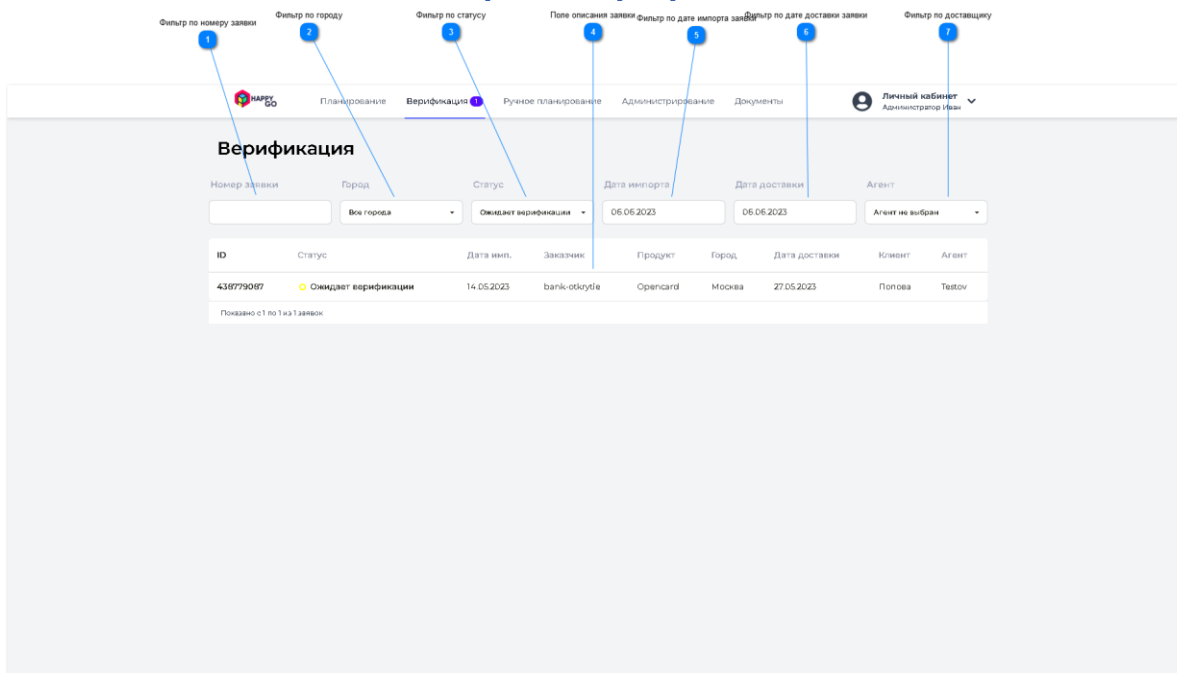 Фильтр по номеру заявки
Фильтр по городу
Фильтр по статусу
Поле описания заявки
Фильтр по дате импорта заявки
Фильтр по дате доставки заявки
Фильтр по доставщику
1
2
3
4
5
6
7
HAPPY GO
Планирование
Верификация 1
Ручное планирование
Администрирование
Документы
Личный кабинет
Администратор Иван
Верификация
Номер заявки
Город
Статус
Дата импорта
Дата доставки
Агент
Все города
Ожидает верификации
06.06.2023
06.06.2023
Агент не выбран
ID Статус Дата имп. Заказчик Продукт Город Дата доставки Клиент Агент
438779087 Ожидает верификации 14.05.2023 bank-otkrytie Opencard Москва 27.05.2023 Попова Testov
Показано с 1 по 1 из 1 заявок